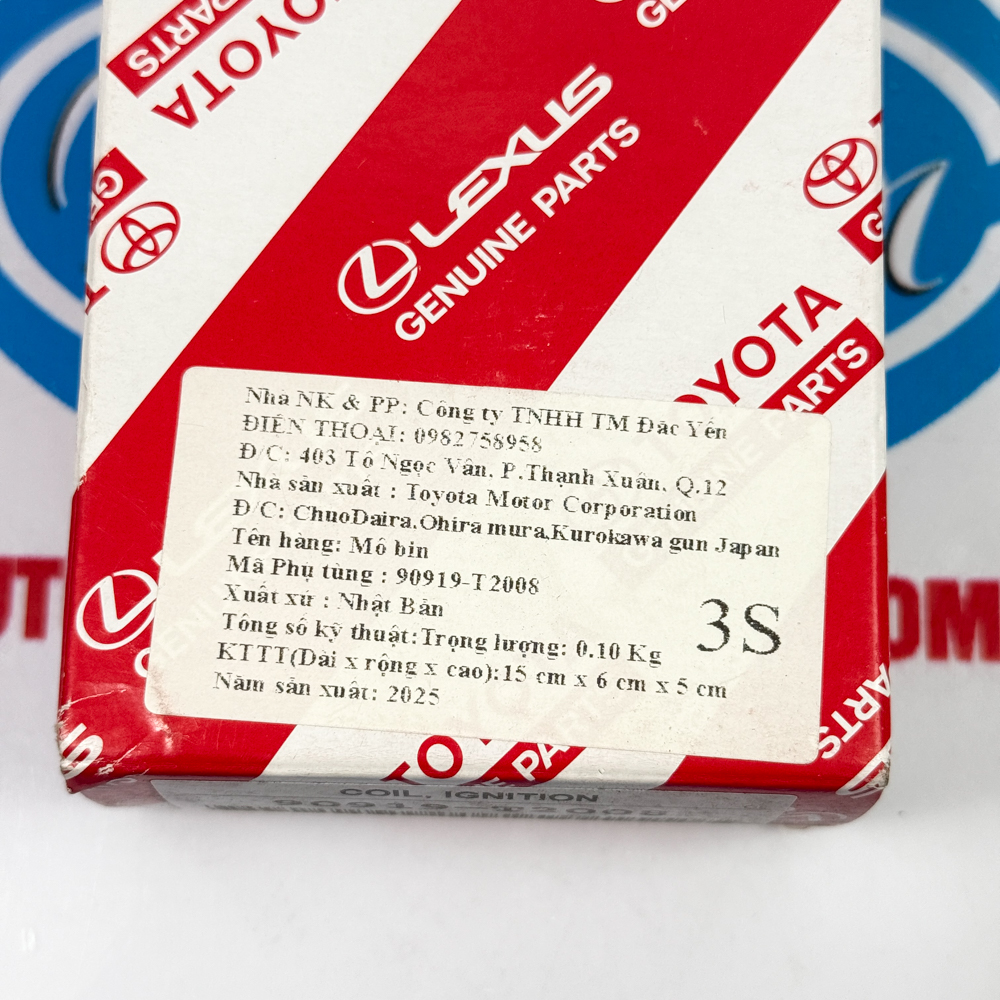 TOYOTA
PARTS
LEXUS
GENUINE PARTS
TOYOTA
PARTS
Nhà NK & PP: Công ty TNHH TM Đắc Yến
ĐIỆN THOẠI: 0982758958
Đ/C: 403 Tô Ngọc Vân, P.Thạnh Xuân, Q.12
Nhà sản xuất : Toyota Motor Corporation
Đ/C: ChuoDaira,Ohira mura,Kurokawa gun Japan
Tên hàng: Mô bin
Mã Phụ tùng : 90919-T2008
Xuất xứ : Nhật Bản
Tổng số kỹ thuật:Trọng lượng: 0.10 Kg
3S
KTTT(Dài x rộng x cao):15 cm x 6 cm x 5 cm
Năm sản xuất: 2025
PARTS
COIL, IGNITION